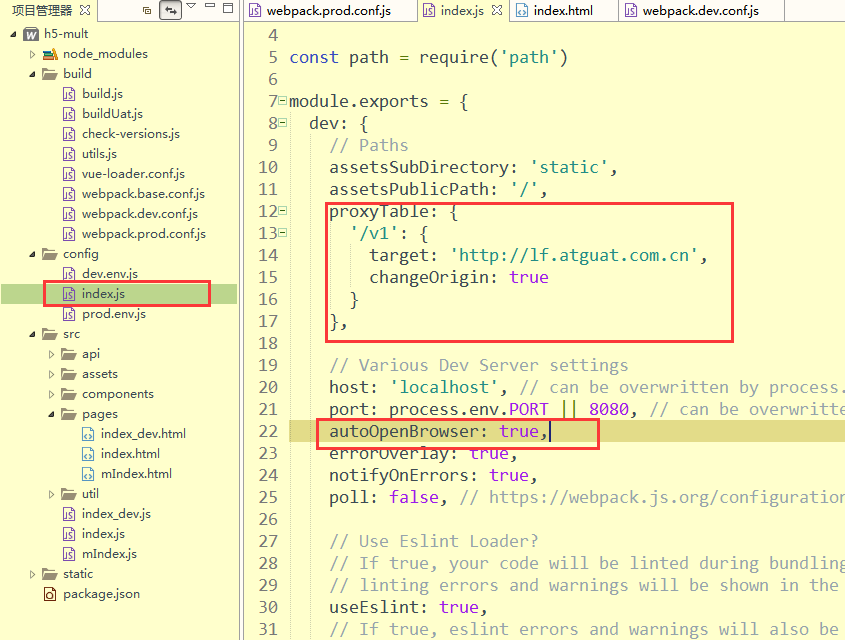 项目管理器
h5-mult
node_modules
build
build.js
buildUat.js
check-versions.js
utils.js
vue-loader.conf.js
webpack.base.conf.js
webpack.dev.conf.js
webpack.prod.conf.js
config
dev.env.js
index.js
prod.env.js
src
api
assets
components
pages
index_dev.html
index.html
mIndex.html
util
index_dev.js
index.js
mIndex.js
static
package.json
webpack.prod.conf.js index.js index.html webpack.dev.conf.js
4
5 const path = require('path')
6
7 module.exports = {
8 dev: {
9 // Paths
10 assetsSubDirectory: 'static',
11 assetsPublicPath: '/',
12 proxyTable: {
13 '/v1': {
14 target: 'http://lf.atguat.com.cn',
15 changeOrigin: true
16 }
17 },
18
19 // Various Dev Server settings
20 host: 'localhost', // can be overwritten by process.
21 port: process.env.PORT || 8080, // can be overwritte
22 autoOpenBrowser: true,
23 errorOverlay: true,
24 notifyOnErrors: true,
25 poll: false, // https://webpack.js.org/configuration
26
27 // Use Eslint Loader?
28 // If true, your code will be linted during bundling
29 // linting errors and warnings will be shown in the
30 useEslint: true,
31 // If true, eslint errors and warnings will also be